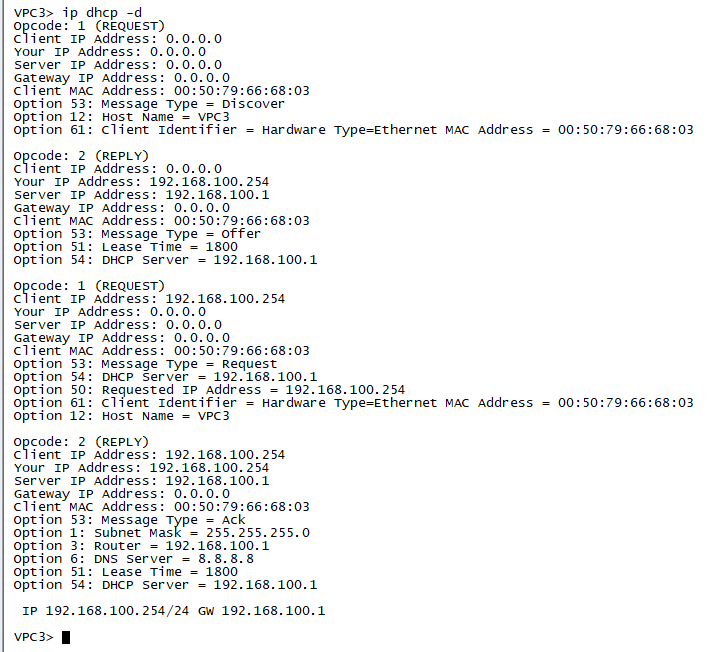 VPC3> ip dhcp -d
Opcode: 1 (REQUEST)
Client IP Address: 0.0.0.0
Your IP Address: 0.0.0.0
Server IP Address: 0.0.0.0
Gateway IP Address: 0.0.0.0
Client MAC Address: 00:50:79:66:68:03
Option 53: Message Type = Discover
Option 12: Host Name = VPC3
Option 61: Client Identifier = Hardware Type=Ethernet MAC Address = 00:50:79:66:68:03

Opcode: 2 (REPLY)
Client IP Address: 0.0.0.0
Your IP Address: 192.168.100.254
Server IP Address: 192.168.100.1
Gateway IP Address: 0.0.0.0
Client MAC Address: 00:50:79:66:68:03
Option 53: Message Type = Offer
Option 51: Lease Time = 1800
Option 54: DHCP Server = 192.168.100.1

Opcode: 1 (REQUEST)
Client IP Address: 192.168.100.254
Your IP Address: 0.0.0.0
Server IP Address: 0.0.0.0
Gateway IP Address: 0.0.0.0
Client MAC Address: 00:50:79:66:68:03
Option 53: Message Type = Request
Option 54: DHCP Server = 192.168.100.1
Option 50: Requested IP Address = 192.168.100.254
Option 61: Client Identifier = Hardware Type=Ethernet MAC Address = 00:50:79:66:68:03
Option 12: Host Name = VPC3

Opcode: 2 (REPLY)
Client IP Address: 192.168.100.254
Your IP Address: 192.168.100.254
Server IP Address: 192.168.100.1
Gateway IP Address: 0.0.0.0
Client MAC Address: 00:50:79:66:68:03
Option 53: Message Type = Ack
Option 1: Subnet Mask = 255.255.255.0
Option 3: Router = 192.168.100.1
Option 6: DNS Server = 8.8.8.8
Option 51: Lease Time = 1800
Option 54: DHCP Server = 192.168.100.1

 IP 192.168.100.254/24 GW 192.168.100.1

VPC3>